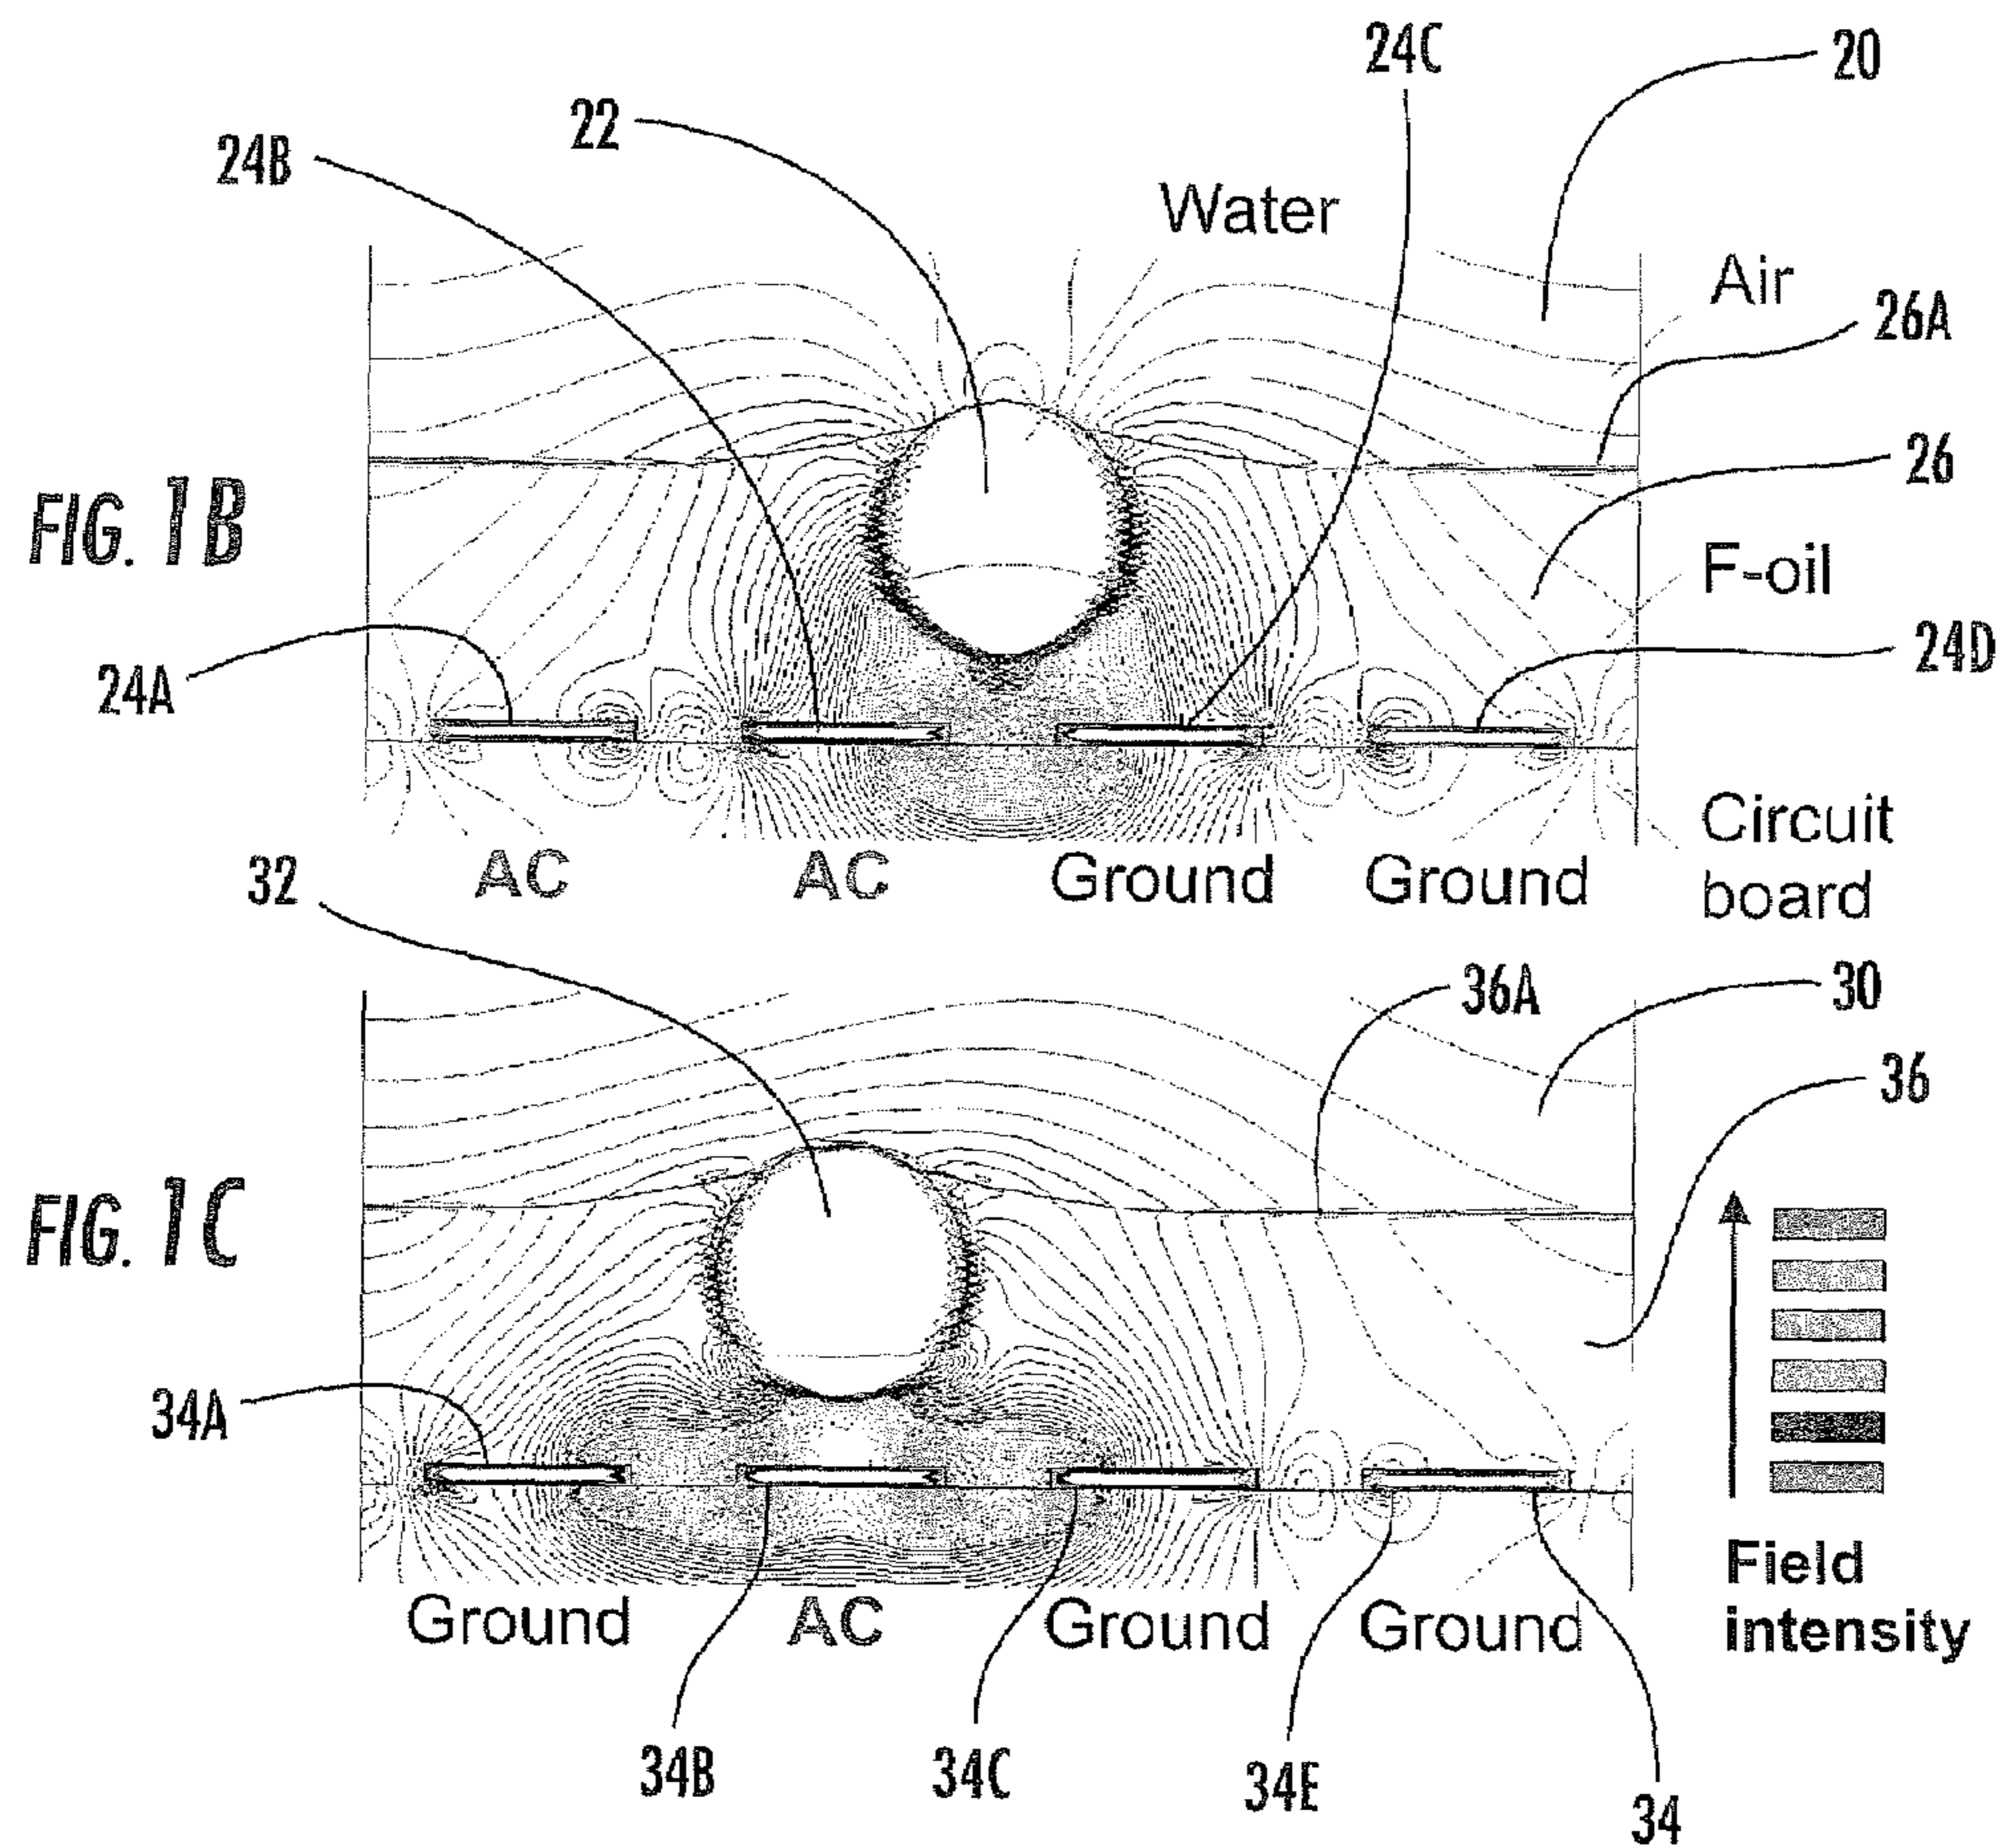 24C
20
22
24B
Water
Air
26A
26
FIG. 1B
F-oil
24D
24A
Circuit
board
AC
AC
Ground
Ground
32
36A
30
36
FIG. 1C
34A
Field
intensity
Ground
AC
Ground
Ground
34B
34C
34E
34